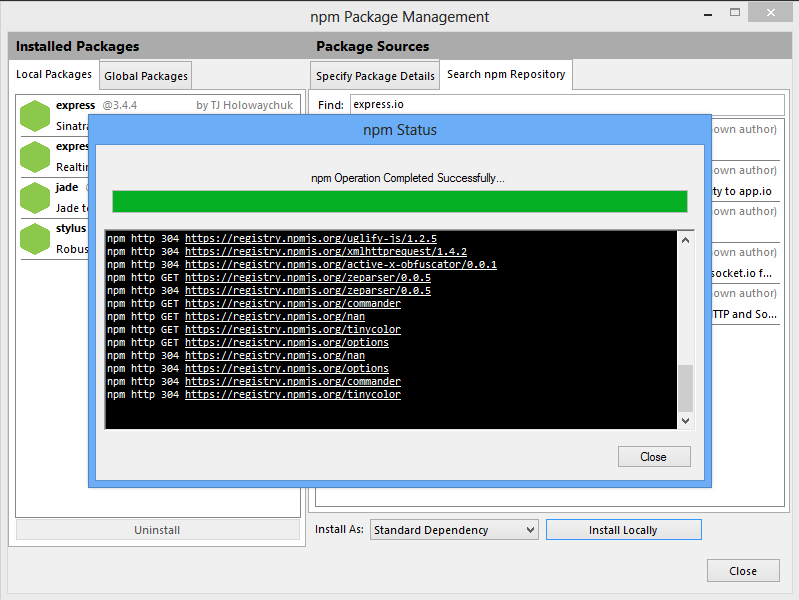 npm Package Management
Installed Packages
Package Sources
Local Packages
Global Packages
Specify Package Details
Search npm Repository
express @3.4.4 by TJ Holowaychuk
Sinatra
expres
Realtim
jade
Jade te
stylus
Robus
Find: express.io
own author)
own author)
ty to app.io
own author)
own author)
socket.io f...
own author)
TTP and So...
npm Status
npm Operation Completed Successfully...
npm http 304 https://registry.npmjs.org/uglify-js/1.2.5
npm http 304 https://registry.npmjs.org/xmlhttprequest/1.4.2
npm http 304 https://registry.npmjs.org/active-x-obfuscator/0.0.1
npm http GET https://registry.npmjs.org/zeparser/0.0.5
npm http 304 https://registry.npmjs.org/zeparser/0.0.5
npm http GET https://registry.npmjs.org/commander
npm http GET https://registry.npmjs.org/nan
npm http GET https://registry.npmjs.org/tinycolor
npm http GET https://registry.npmjs.org/options
npm http 304 https://registry.npmjs.org/nan
npm http 304 https://registry.npmjs.org/options
npm http 304 https://registry.npmjs.org/commander
npm http 304 https://registry.npmjs.org/tinycolor
Close
Uninstall
Install As: Standard Dependency
Install Locally
Close